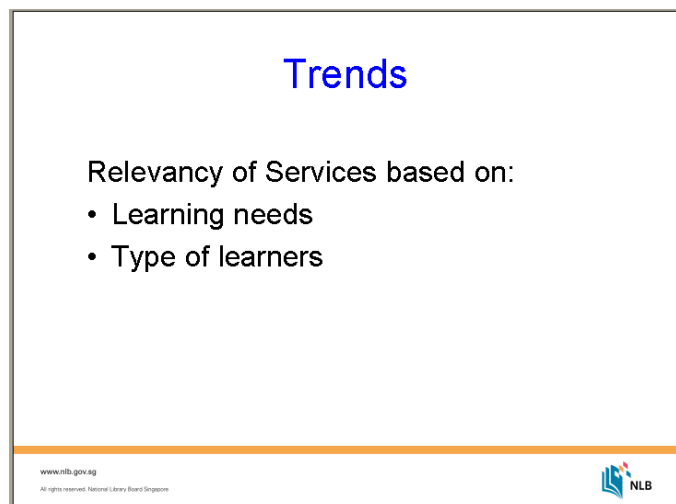 Trends
Relevancy of Services based on:
• Learning needs
• Type of learners
www.nlb.gov.sg
All rights reserved. National Library Board Singapore
NLB